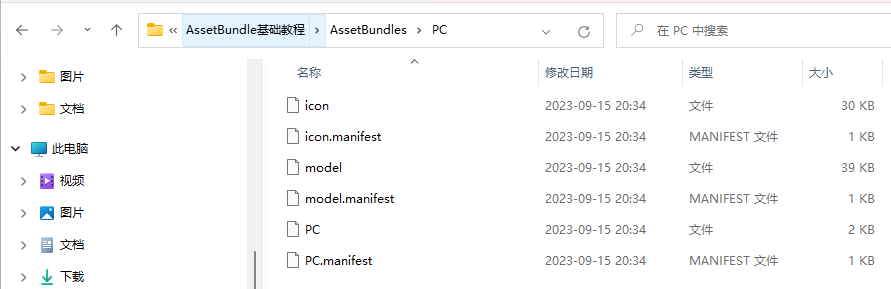 « AssetBundle基础教程 › AssetBundles › PC
在 PC 中搜索
图片
文档
此电脑
视频
图片
文档
下载
名称 修改日期 类型 大小
icon 2023-09-15 20:34 文件 30 KB
icon.manifest 2023-09-15 20:34 MANIFEST 文件 1 KB
model 2023-09-15 20:34 文件 39 KB
model.manifest 2023-09-15 20:34 MANIFEST 文件 1 KB
PC 2023-09-15 20:34 文件 2 KB
PC.manifest 2023-09-15 20:34 MANIFEST 文件 1 KB